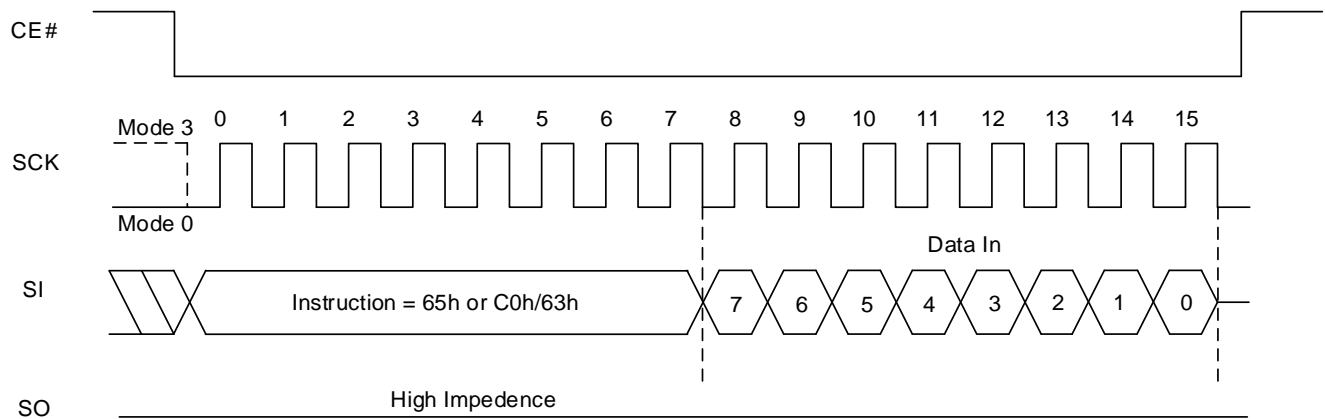 CE#
Mode 3
0 1 2 3 4 5 6 7 8 9 10 11 12 13 14 15
SCK
Mode 0
Data In
SI
Instruction = 65h or C0h/63h
7 6 5 4 3 2 1 0
High Impedence
SO